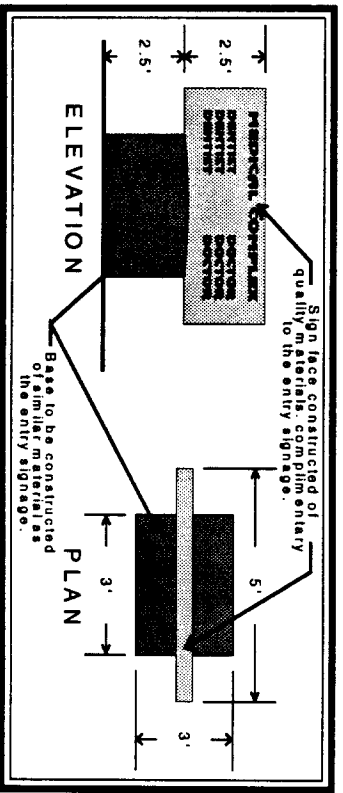 Sign face constructed of
quality materials, complimentary
to the entry signage.
MEDICAL COMPLEX
DENTIST DOCTOR
DENTIST DOCTOR
DENTIST DOCTOR
2.5'
2.5'
5'
3'
3'
ELEVATION
PLAN
Base to be constructed
of similar material as
the entry signage.